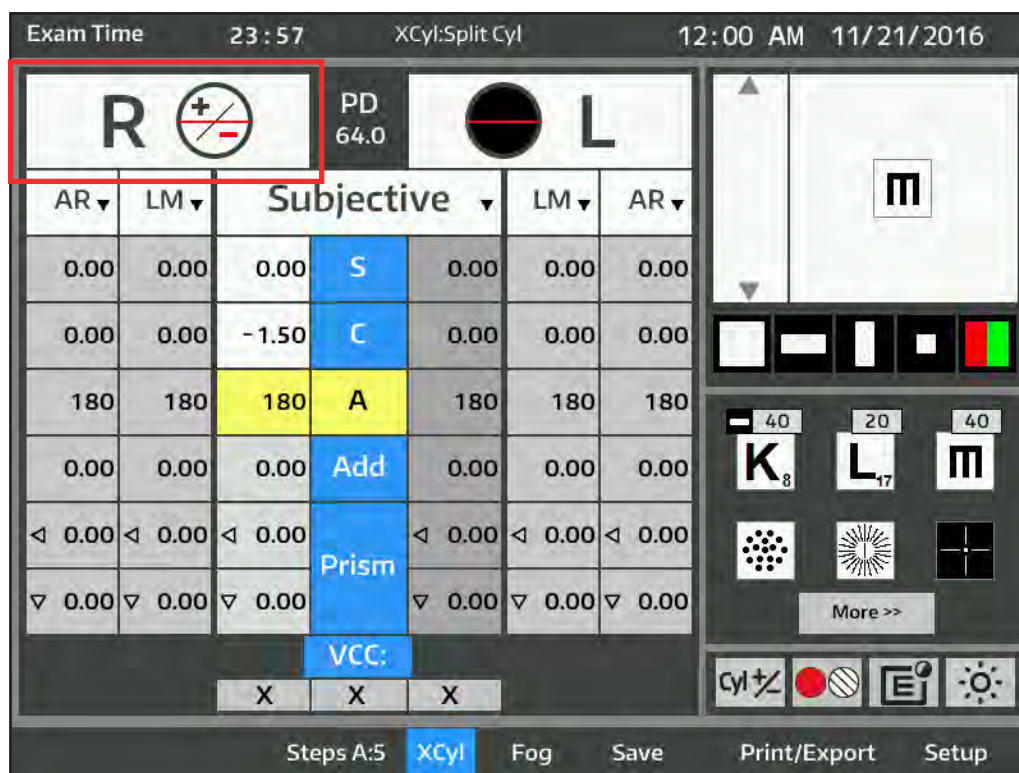 Exam Time 23:57 XCyl:Split Cyl 12:00 AM 11/21/2016
R + - PD 64.0 L
m
AR LM Subjective LM AR
0.00 0.00 0.00 S 0.00 0.00 0.00
0.00 0.00 -1.50 C 0.00 0.00 0.00
180 180 180 A 180 180 180
0.00 0.00 0.00 Add 0.00 0.00 0.00
0.00 0.00 0.00 Prism 0.00 0.00 0.00
0.00 0.00 0.00 0.00 0.00 0.00
VCC:
X X X
40 20 40
K8 L17 m
More >>
Cyl +/- E
Steps A:5 XCyl Fog Save Print/Export Setup